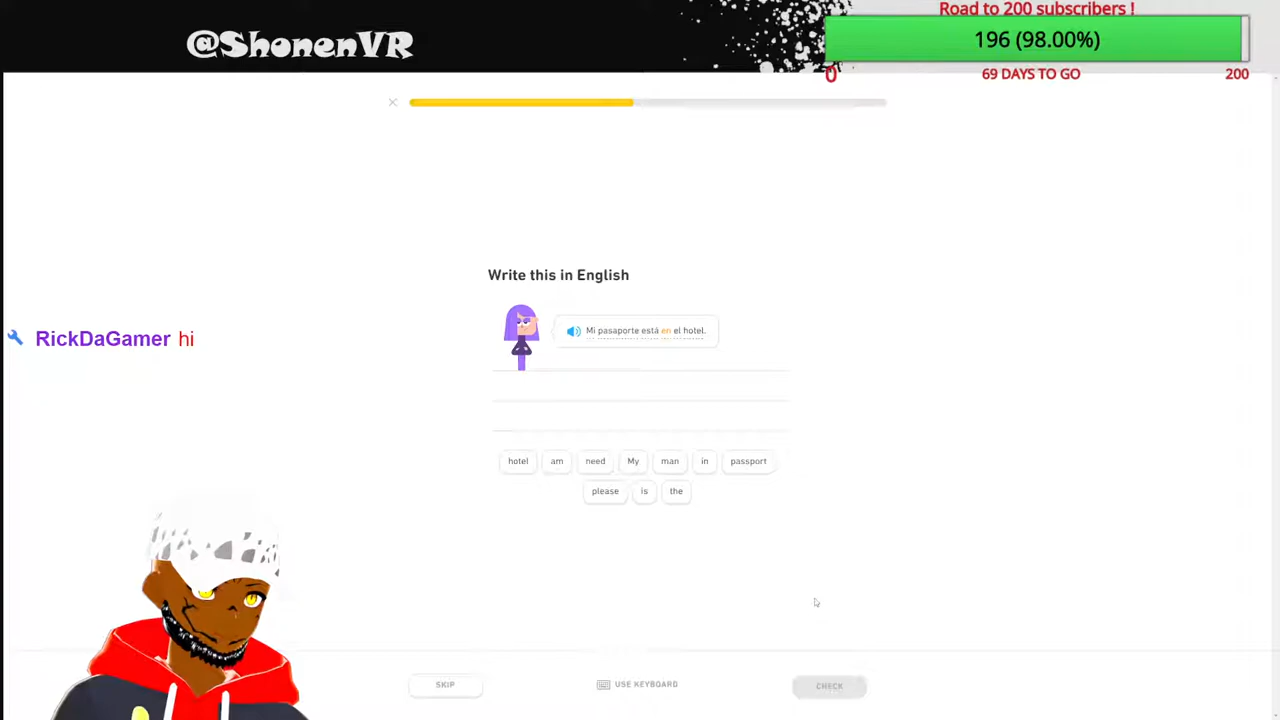 Road to 200 subscribers !
@ShonenVR
196 (98.00%)
0 69 DAYS TO GO 200
Write this in English
Mi pasaporte está en el hotel.
RickDaGamer hi
hotel am need My man in passport
please is the
SKIP USE KEYBOARD CHECK